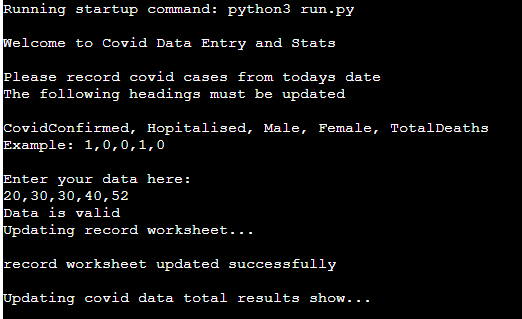 Running startup command: python3 run.py
Welcome to Covid Data Entry and Stats
Please record covid cases from todays date
The following headings must be updated
CovidConfirmed, Hopitalised, Male, Female, TotalDeaths
Example: 1,0,0,1,0
Enter your data here:
20,30,30,40,52
Data is valid
Updating record worksheet...
record worksheet updated successfully
Updating covid data total results show...